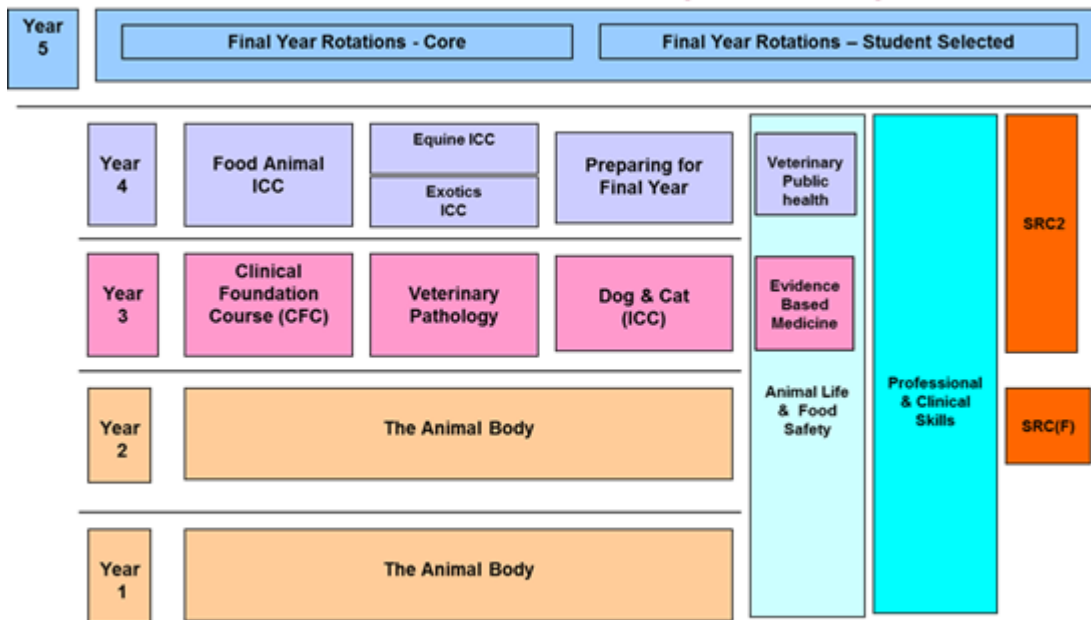 Year
5
Final Year Rotations - Core
Final Year Rotations – Student Selected
Year
4
Food Animal
ICC
Equine ICC
Exotics
ICC
Preparing for
Final Year
Veterinary
Public
health
SRC2
Year
3
Clinical
Foundation
Course (CFC)
Veterinary
Pathology
Dog & Cat
(ICC)
Evidence
Based
Medicine
Year
2
The Animal Body
Animal Life
& Food
Safety
Professional
& Clinical
Skills
SRC(F)
Year
1
The Animal Body